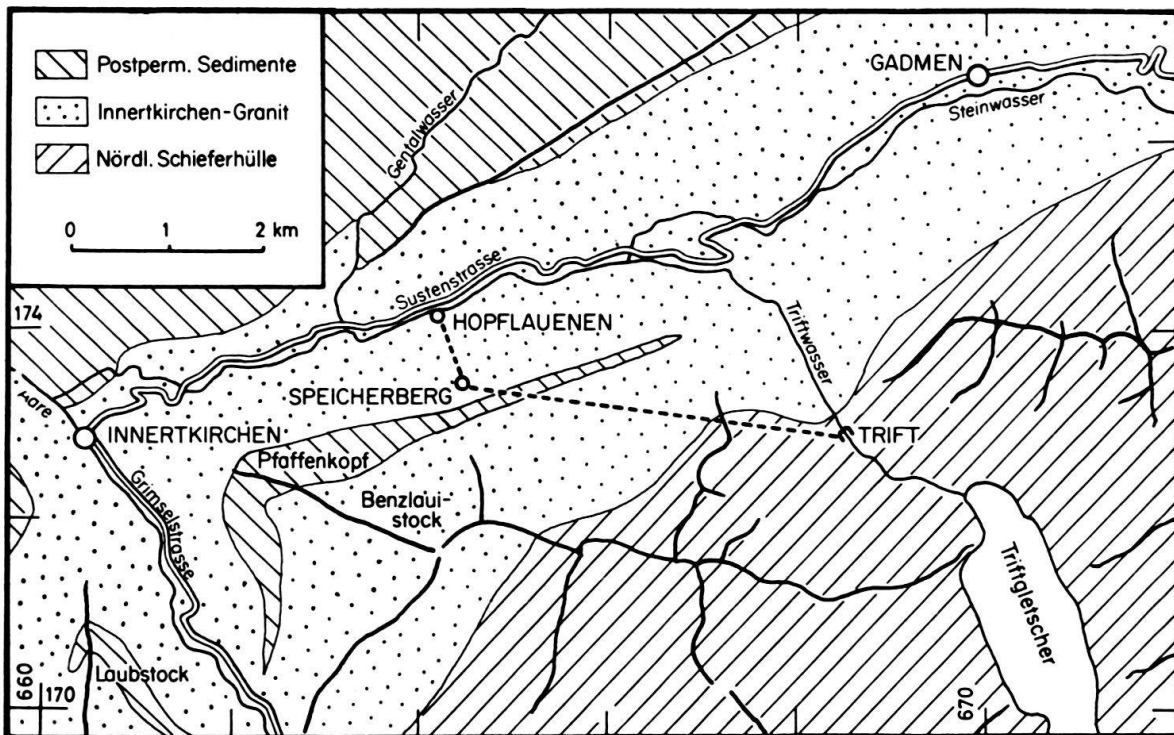 Postperm. Sedimente
Innertkirchen-Granit
Nördl. Schieferhülle
0 1 2 km
GADMEN
Steinwasser
Gentalwasser
Sustenstrasse
174
HOPFLAUENEN
Triftwasser
SPEICHERBERG
Aare
INNERTKIRCHEN
TRIFT
Pfaffenkopf
Grimselstrasse
Benzlaui-
stock
Triftgletscher
Laubstock
660
170
670